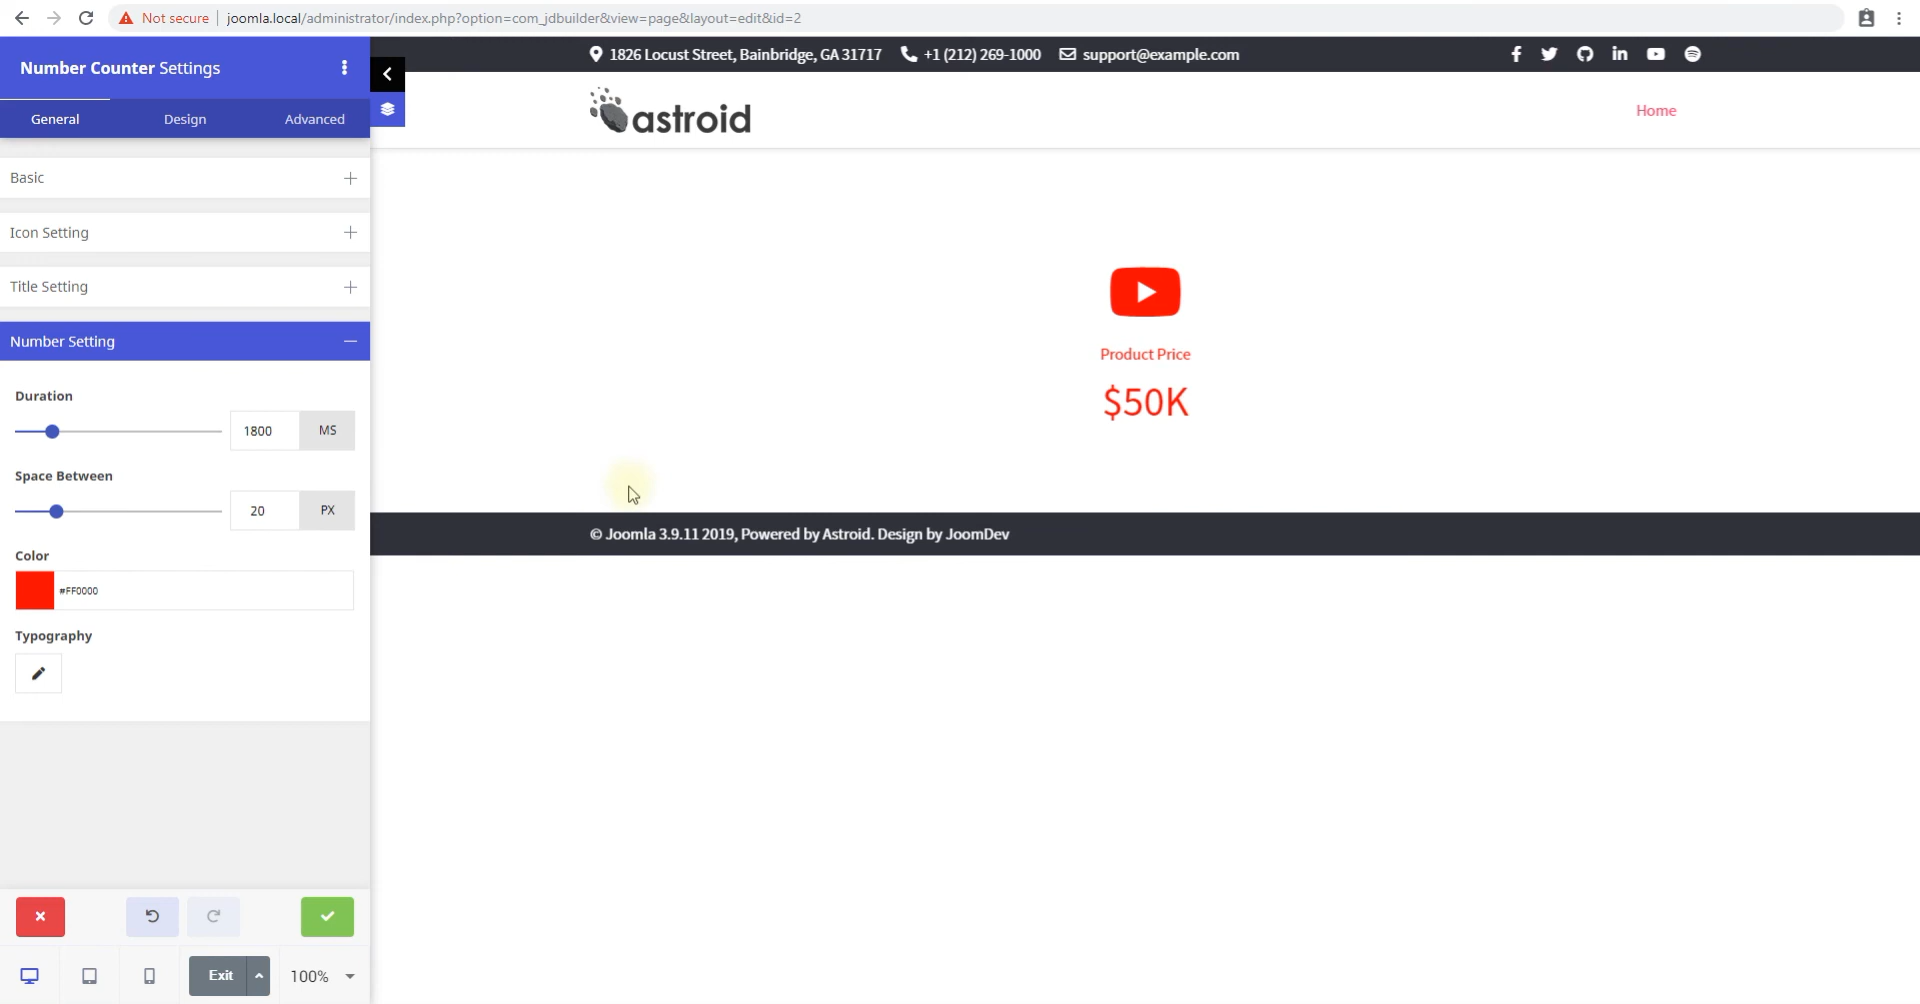 Not secure | joomla.local/administrator/index.php?option=com_jdbuilder&view=page&layout=edit&id=2
Number Counter Settings
General Design Advanced
Basic
Icon Setting
Title Setting
Number Setting
Duration
1800 MS
Space Between
20 PX
Color
#FF0000
Typography
Exit 100%
1826 Locust Street, Bainbridge, GA 31717 +1 (212) 269-1000 support@example.com
astroid
Home
Product Price
$50K
© Joomla 3.9.11 2019, Powered by Astroid. Design by JoomDev